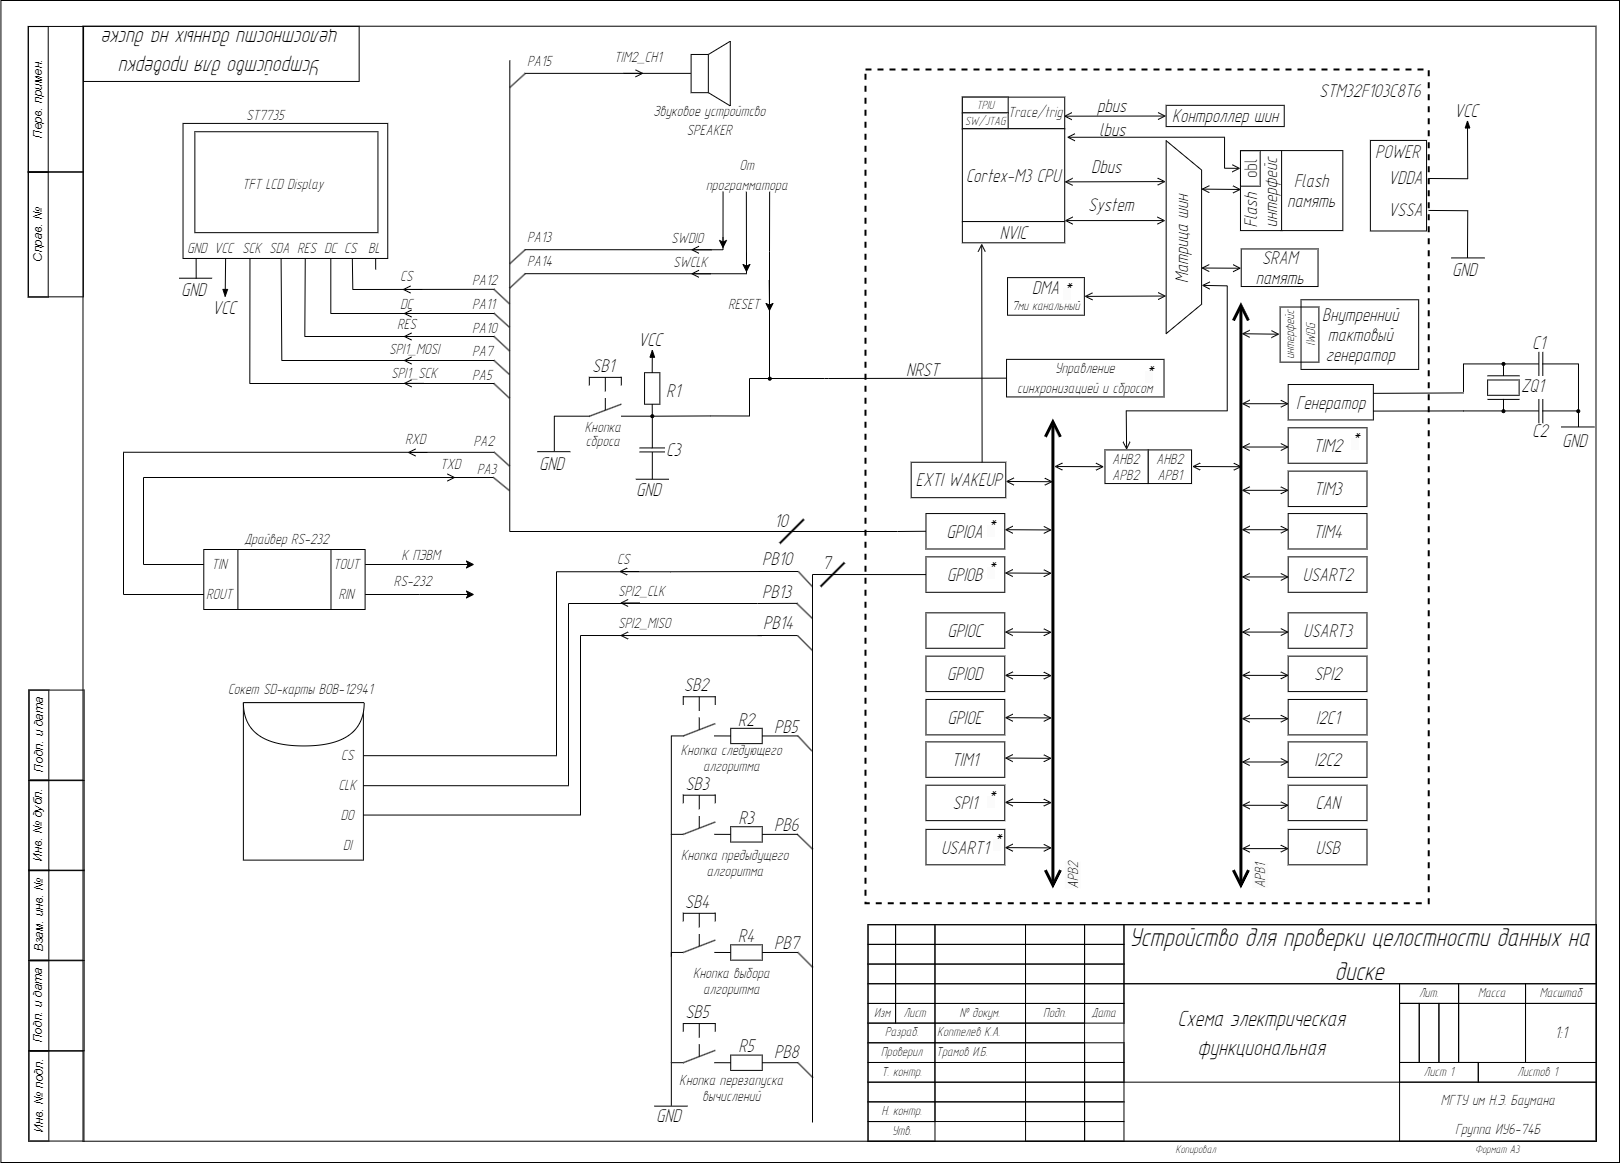 Устройство для проверки
целостности данных на диске
Перв. примен.
Справ. №
Подп. и дата
Инв. № дубл.
Взам. инв. №
Подп. и дата
Инв. № подп.
ST7735
TFT LCD Display
GND VCC SCK SDA RES DC CS BL
GND
VCC
CS
PA12
DC
PA11
RES
PA10
SPI1_MOSI
PA7
SPI1_SCK
PA5
RXD
PA2
TXD
PA3
PA15
TIM2_CH1
Звуковое устройтсво
SPEAKER
От
программатора
PA13
SWDIO
PA14
SWCLK
RESET
VCC
SB1
R1
Кнопка
сброса
GND
C3
GND
NRST
Драйвер RS-232
TIN
ROUT
TOUT
RIN
К ПЭВМ
RS-232
10
7
CS
PB10
SPI2_CLK
PB13
SPI2_MISO
PB14
Сокет SD-карты BOB-12941
CS
CLK
DO
DI
SB2
R2
PB5
Кнопка следующего
алгоритма
SB3
R3
PB6
Кнопка предыдущего
алгоритма
SB4
R4
PB7
Кнопка выбора
алгоритма
SB5
R5
PB8
Кнопка перезапуска
вычислений
GND
STM32F103C8T6
TPIU
SW/JTAG
Trace/trig
Cortex-M3 CPU
NVIC
pbus
Контроллер шин
Ibus
Dbus
System
Матрица шин
Flash obl
интерфейс
Flash
память
SRAM
память
POWER
VDDA
VSSA
VCC
GND
DMA *
7ми канальный
Управление *
синхронизацией и сбросом
интерфейс
IWDG
Внутренний
тактовый
генератор
Генератор
C1
ZQ1
C2
GND
AHB2
APB2
AHB2
APB1
EXTI WAKEUP
GPIOA *
GPIOB *
GPIOC
GPIOD
GPIOE
TIM1
SPI1 *
USART1 *
APB2
TIM2 *
TIM3
TIM4
USART2
USART3
SPI2
I2C1
I2C2
CAN
USB
APB1
Устройство для проверки целостности данных на
диске
Схема электрическая
функциональная
Лит. Масса Масштаб
1:1
Лист 1 Листов 1
МГТУ им Н.Э. Баумана
Группа ИУ6-74Б
Изм Лист № докум. Подп. Дата
Разраб. Коптелев К.А.
Проверил Трамов И.Б.
Т. контр.
Н. контр.
Утв.
Копировал
Формат А3